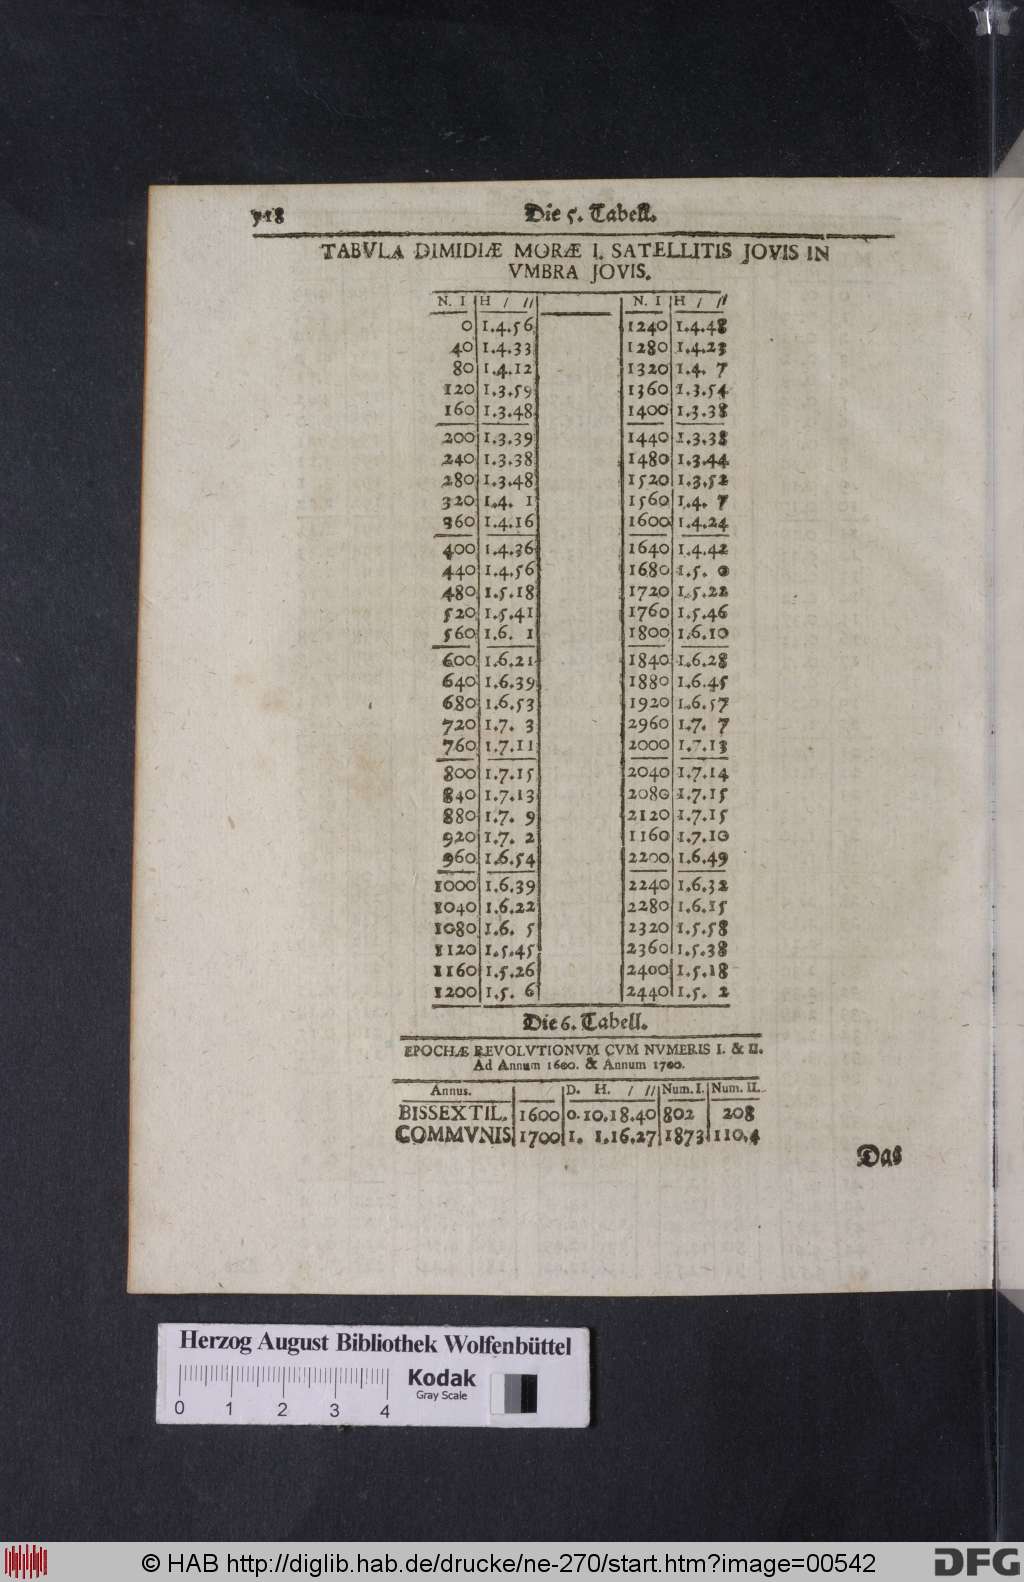 718 Die 5. Tabell.
TABVLA DIMIDIÆ MORÆ I. SATELLITIS JOVIS IN
VMBRA JOVIS.
N. I H / // N. I H / //
0 1.4.56 1240 1.4.48
40 1.4.33 1280 1.4.23
80 1.4.12 1320 1.4. 7
120 1.3.59 1360 1.3.54
160 1.3.48 1400 1.3.38
200 1.3.39 1440 1.3.38
240 1.3.38 1480 1.3.44
280 1.3.48 1520 1.3.52
320 1.4. 1 1560 1.4. 7
360 1.4.16 1600 1.4.24
400 1.4.36 1640 1.4.42
440 1.4.56 1680 1.5. 0
480 1.5.18 1720 1.5.22
520 1.5.41 1760 1.5.46
560 1.6. 1 1800 1.6.10
600 1.6.21 1840 1.6.28
640 1.6.39 1880 1.6.45
680 1.6.53 1920 1.6.57
720 1.7. 3 2960 1.7. 7
760 1.7.11 2000 1.7.13
800 1.7.15 2040 1.7.14
840 1.7.13 2080 1.7.15
880 1.7. 9 2120 1.7.15
920 1.7. 2 1160 1.7.10
960 1.6.54 2200 1.6.49
1000 1.6.39 2240 1.6.32
1040 1.6.22 2280 1.6.15
1080 1.6. 5 2320 1.5.58
1120 1.5.45 2360 1.5.38
1160 1.5.26 2400 1.5.18
1200 1.5. 6 2440 1.5. 2
Die 6. Tabell.
EPOCHÆ REVOLVTIONVM CVM NVMERIS I. & II.
Ad Annum 1600. & Annum 1700.
Annus. D. H. / // Num. I. Num. II.
BISSEXTIL. 1600 0.10.18.40 802 208
COMMVNIS 1700 1. 1.16.27 1873 110.4
Das
Herzog August Bibliothek Wolfenbüttel
0 1 2 3 4
Kodak
Gray Scale
© HAB http://diglib.hab.de/drucke/ne-270/start.htm?image=00542
DFG